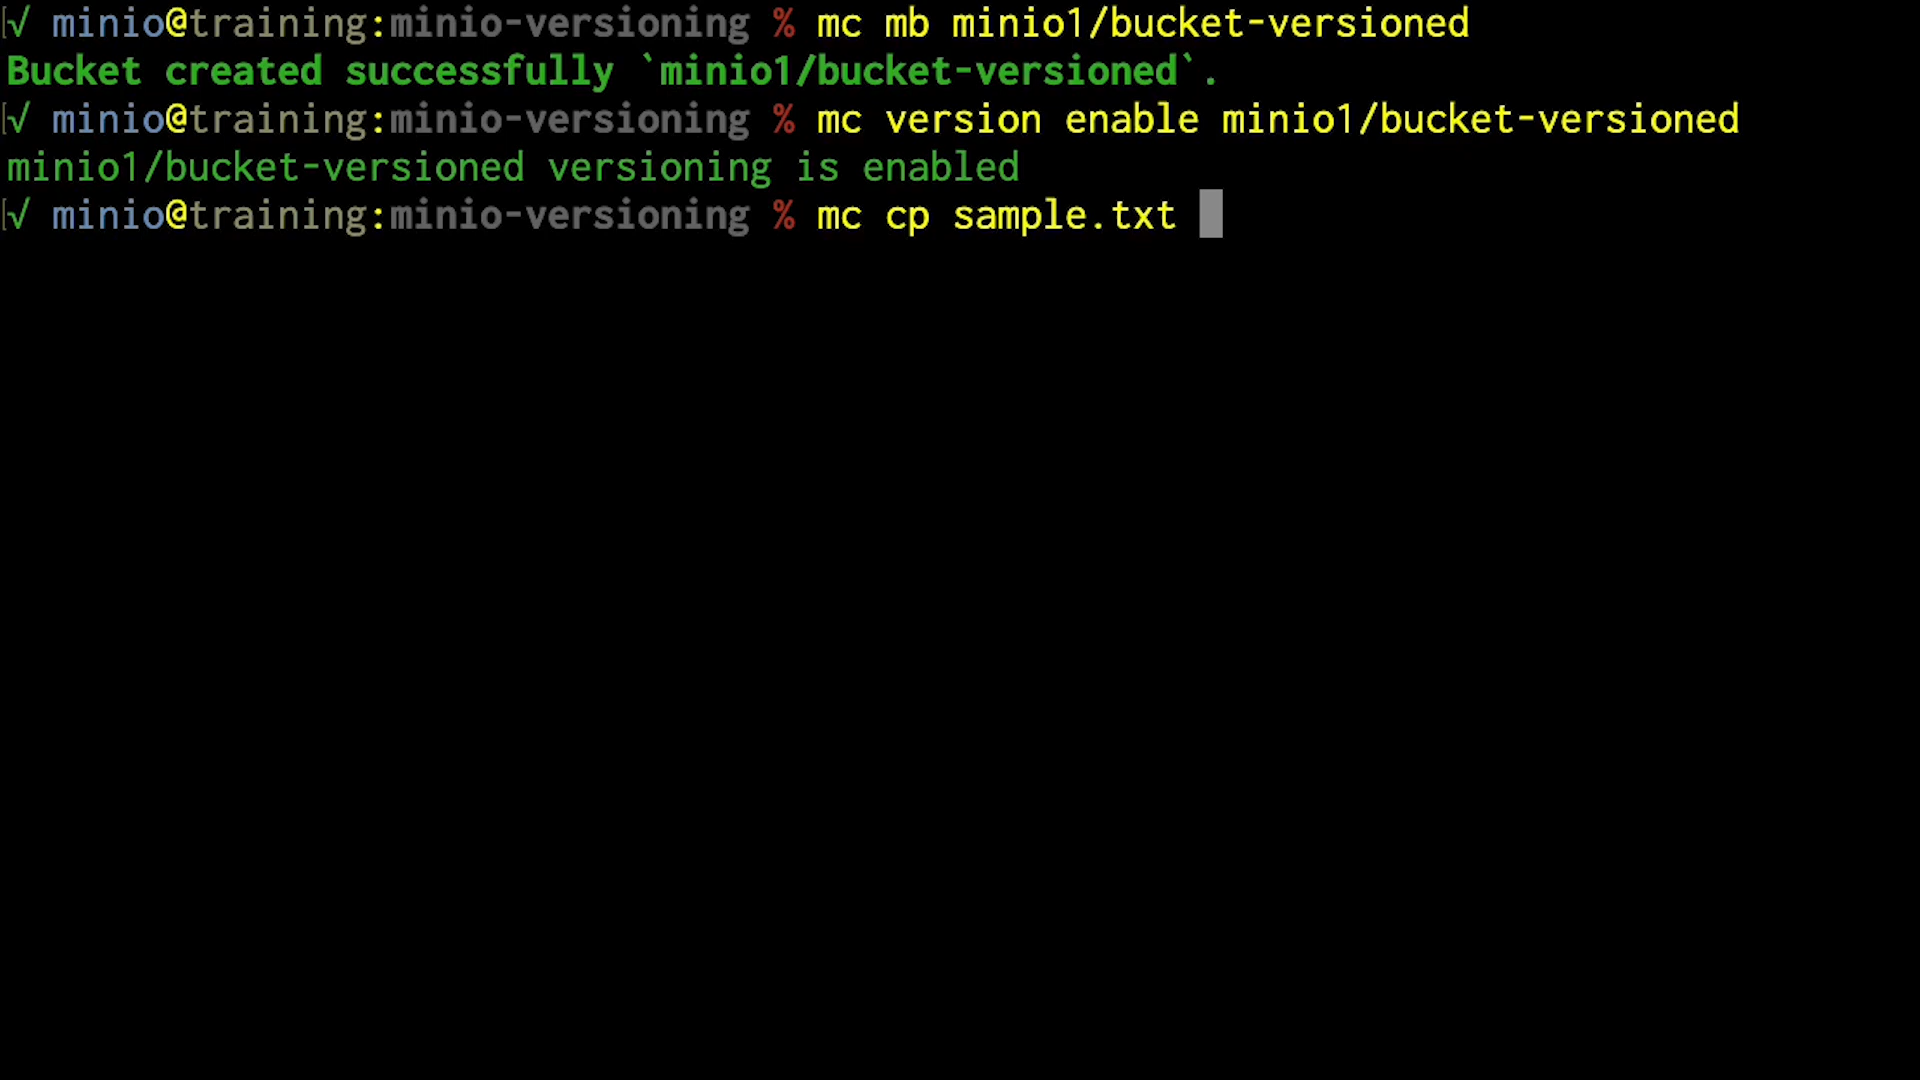 [√ minio@training:minio-versioning % mc mb minio1/bucket-versioned
Bucket created successfully `minio1/bucket-versioned`.
[√ minio@training:minio-versioning % mc version enable minio1/bucket-versioned
minio1/bucket-versioned versioning is enabled
[√ minio@training:minio-versioning % mc cp sample.txt